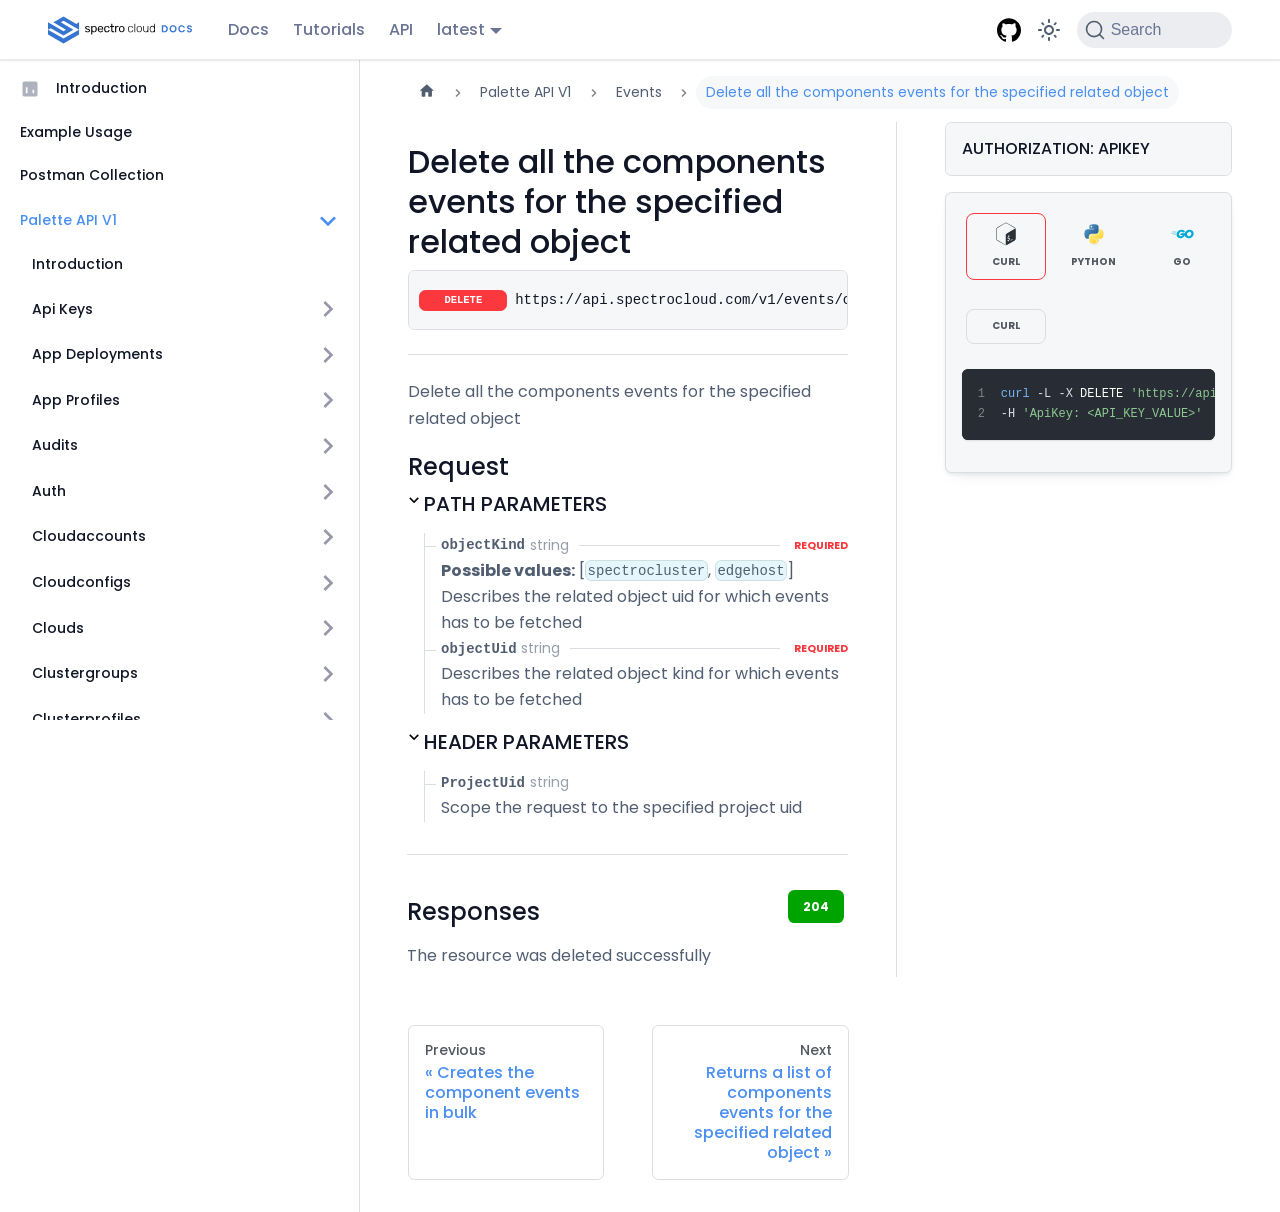 spectro cloud DOCS
Docs
Tutorials
API
latest
Search
Introduction
Example Usage
Postman Collection
Palette API V1
Introduction
Api Keys
App Deployments
App Profiles
Audits
Auth
Cloudaccounts
Cloudconfigs
Clouds
Clustergroups
Clusterprofiles
Palette API V1
Events
Delete all the components events for the specified related object
Delete all the components
events for the specified
related object
DELETE https://api.spectrocloud.com/v1/events/
Delete all the components events for the specified
related object
Request
PATH PARAMETERS
objectKind string REQUIRED
Possible values: [spectrocluster, edgehost]
Describes the related object uid for which events
has to be fetched
objectUid string REQUIRED
Describes the related object kind for which events
has to be fetched
HEADER PARAMETERS
ProjectUid string
Scope the request to the specified project uid
Responses
204
The resource was deleted successfully
Previous
« Creates the
component events
in bulk
Next
Returns a list of
components
events for the
specified related
object »
AUTHORIZATION: APIKEY
CURL
PYTHON
GO
CURL
1 curl -L -X DELETE 'https://api
2 -H 'ApiKey: <API_KEY_VALUE>'